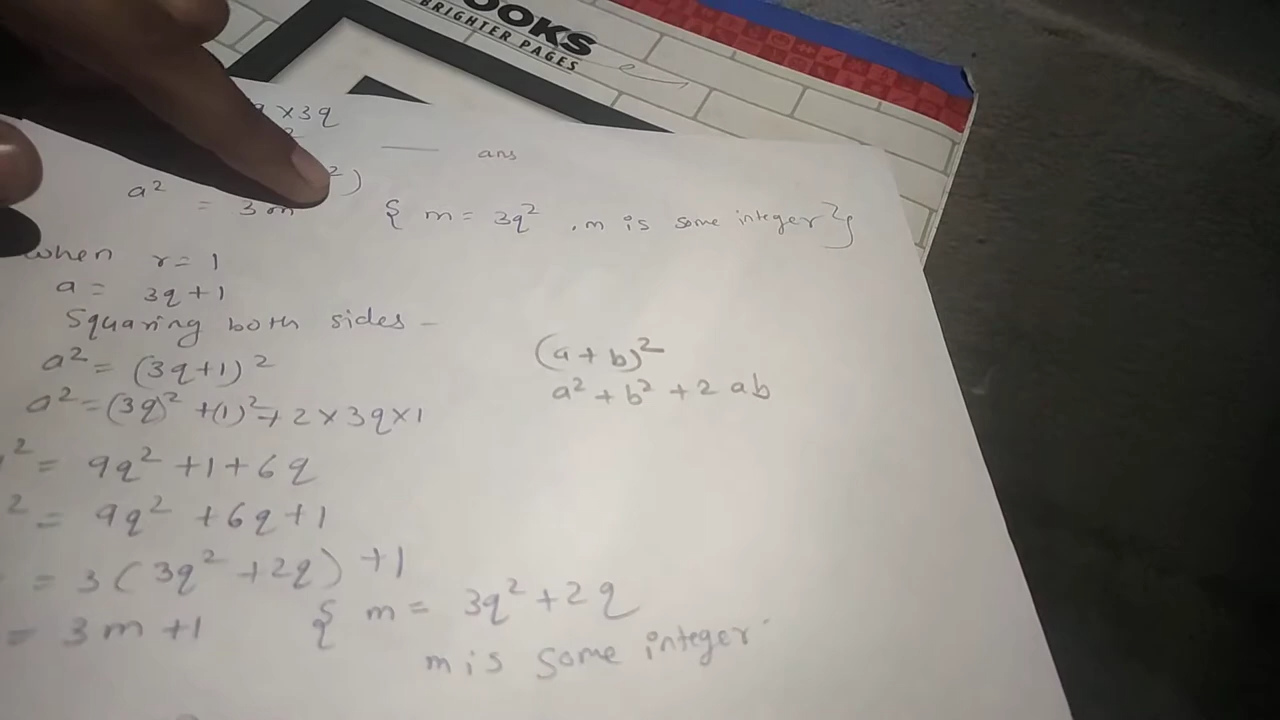 OOKS
BRIGHTER PAGES
×3q
ans
²)
a²
= 3m { m = 3q² , m is some integer }
when r = 1
a = 3q+1
Squaring both sides –
a² = (3q+1)²
(a+b)²
a² = (3q)² + (1)² + 2×3q×1
a² + b² + 2ab
² = 9q² +1+6q
² = 9q² +6q+1
= 3(3q² +2q) +1
= 3m +1 { m = 3q² +2q
m is some integer